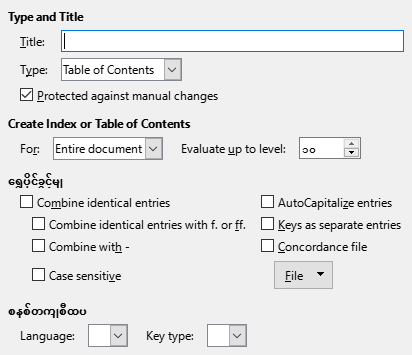 Type and Title
Title:
Type: Table of Contents
Protected against manual changes
Create Index or Table of Contents
For: Entire document Evaluate up to level: ၁၀
ရွေးပိုင်ခွင့်မျှ
Combine identical entries AutoCapitalize entries
Combine identical entries with f. or ff. Keys as separate entries
Combine with - Concordance file
Case sensitive File
စနစ်တကျစီထပ
Language: Key type: